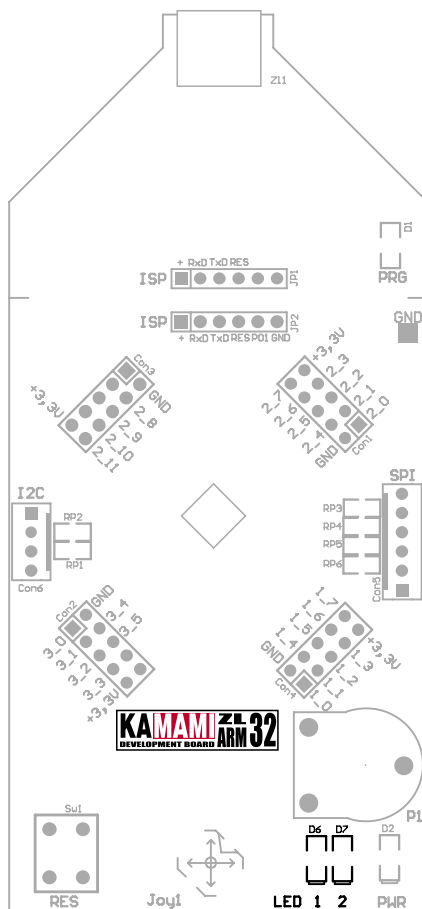 Z11
D1
PRG
+ RxD TxD RES
ISP
JP1
ISP
JP2
+ RxD TxD RES P01 GND
GND
Con3
+3,3V
GND
2_8
2_9
2_10
2_11
+3,3V
2_3
2_2
2_1
2_0
2_7
2_6
2_5
2_4
GND
Con1
I2C
RP2
RP1
Con6
SPI
RP3
RP4
RP5
RP6
Con5
Con2
GND
3_4
3_5
3_0
3_1
3_2
3_3
+3,3V
1_7
1_6
1_5
1_4
GND
+3,3V
1_3
1_2
1_1
1_0
Con4
KAMAMI ZL
DEVELOPMENT BOARD ARM 32
P1
Sw1
RES
Joy1
D6 D7 D2
LED 1 2 PWR